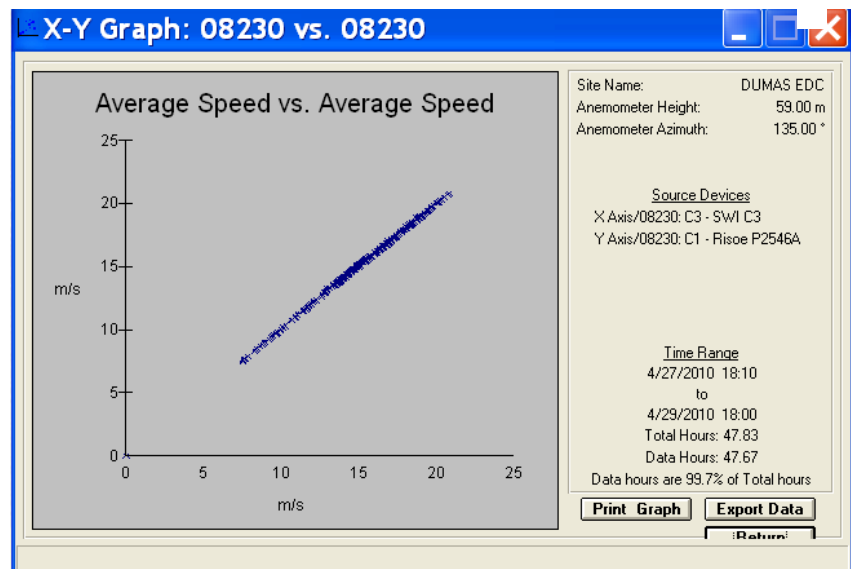 X-Y Graph: 08230 vs. 08230
Average Speed vs. Average Speed
25
20
15
m/s
10
5
0
0 5 10 15 20 25
m/s
Site Name: DUMAS EDC
Anemometer Height: 59.00 m
Anemometer Azimuth: 135.00 °
Source Devices
X Axis/08230: C3 - SWI C3
Y Axis/08230: C1 - Risoe P2546A
Time Range
4/27/2010 18:10
to
4/29/2010 18:00
Total Hours: 47.83
Data Hours: 47.67
Data hours are 99.7% of Total hours
Print Graph Export Data
Return